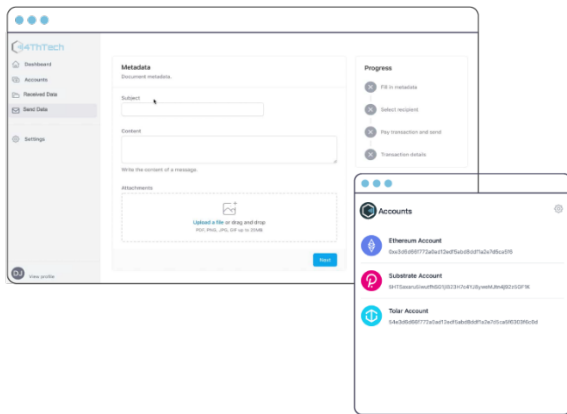 4ThTech
Dashboard
Accounts
Received Data
Send Data
Settings
DJ
View profile
Metadata
Document metadata.
Subject
Content
Write the content of a message.
Attachments
Upload a file or drag and drop
PDF, PNG, JPG, GIF up to 20MB
Next
Progress
Fill in metadata
Select recipient
Pay transaction and send
Transaction details
Accounts
Ethereum Account
Substrate Account
Tolar Account